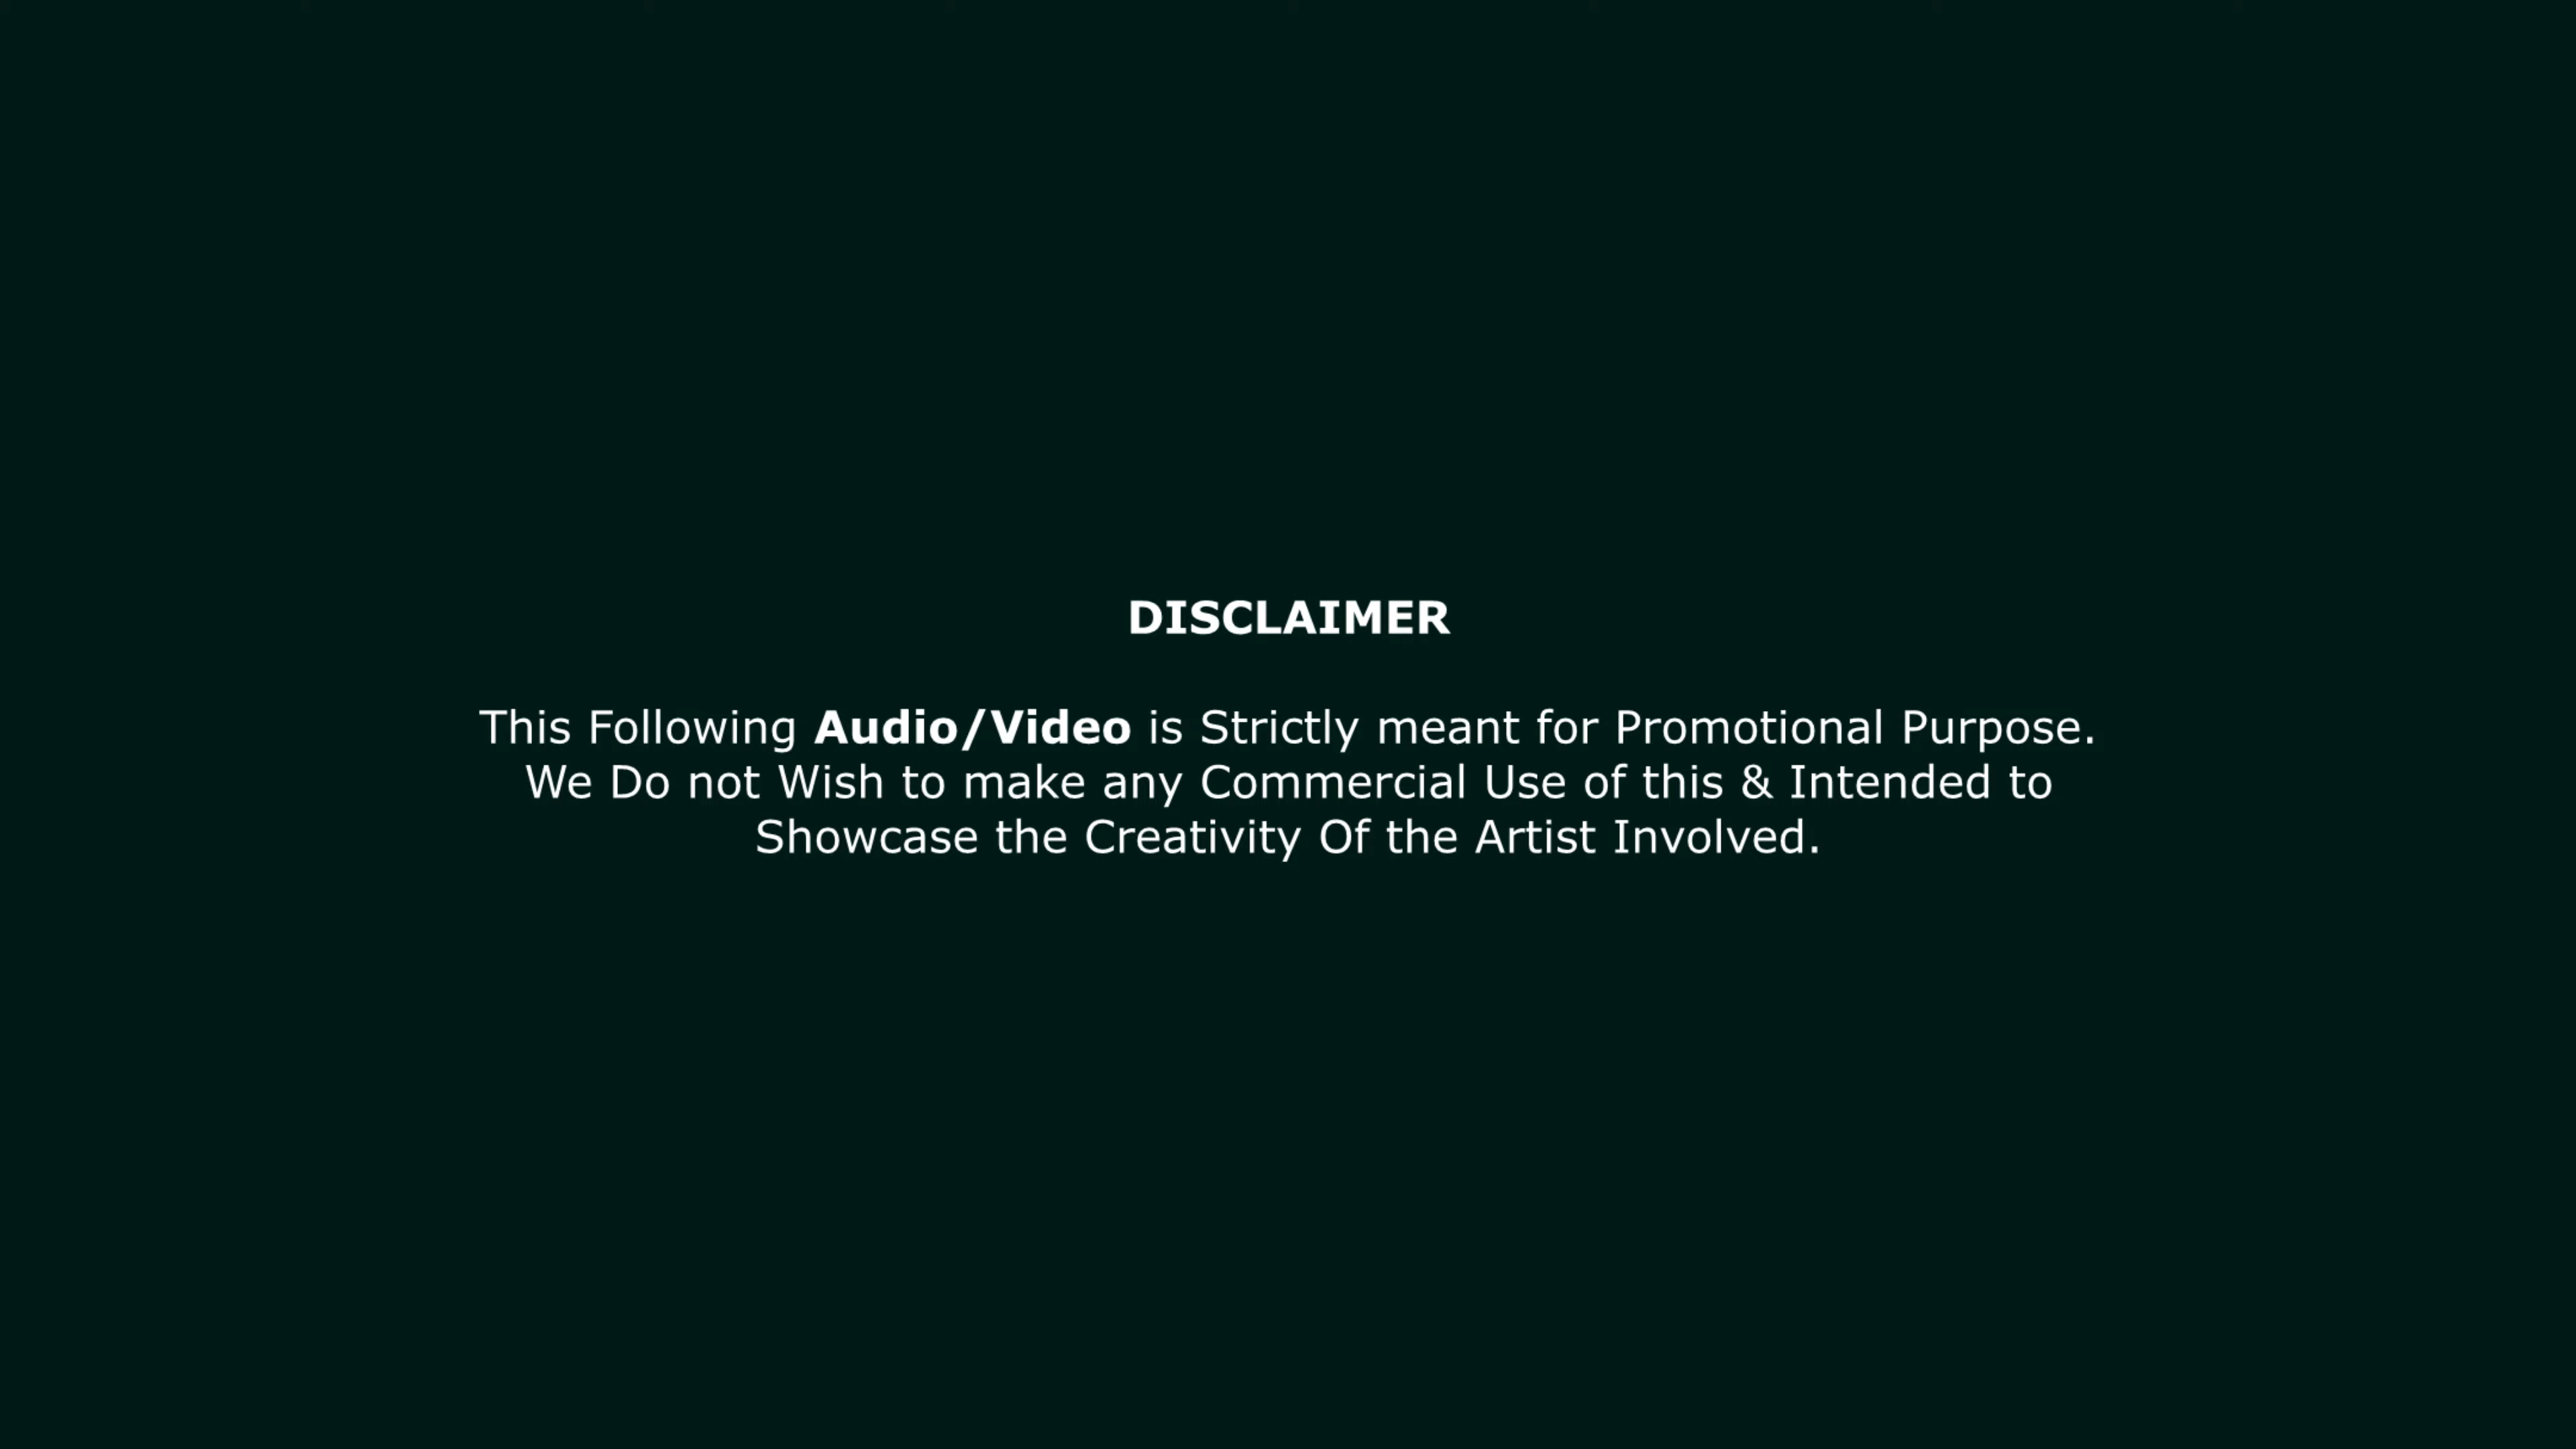 DISCLAIMER
This Following Audio/Video is Strictly meant for Promotional Purpose.
We Do not Wish to make any Commercial Use of this & Intended to
Showcase the Creativity Of the Artist Involved.